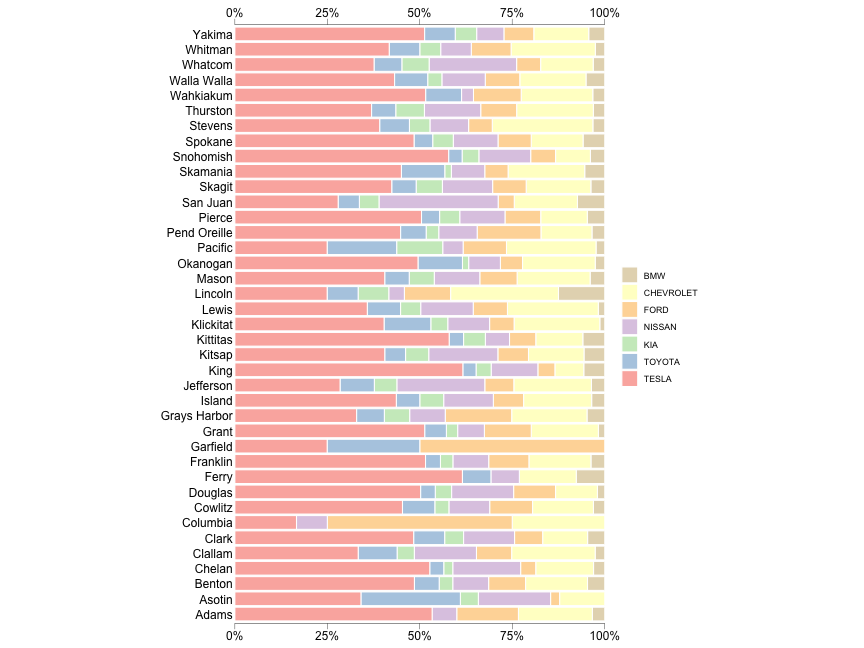 0% 25% 50% 75% 100%
Yakima
Whitman
Whatcom
Walla Walla
Wahkiakum
Thurston
Stevens
Spokane
Snohomish
Skamania
Skagit
San Juan
Pierce
Pend Oreille
Pacific
Okanogan
Mason
Lincoln
Lewis
Klickitat
Kittitas
Kitsap
King
Jefferson
Island
Grays Harbor
Grant
Garfield
Franklin
Ferry
Douglas
Cowlitz
Columbia
Clark
Clallam
Chelan
Benton
Asotin
Adams
0% 25% 50% 75% 100%
BMW
CHEVROLET
FORD
NISSAN
KIA
TOYOTA
TESLA